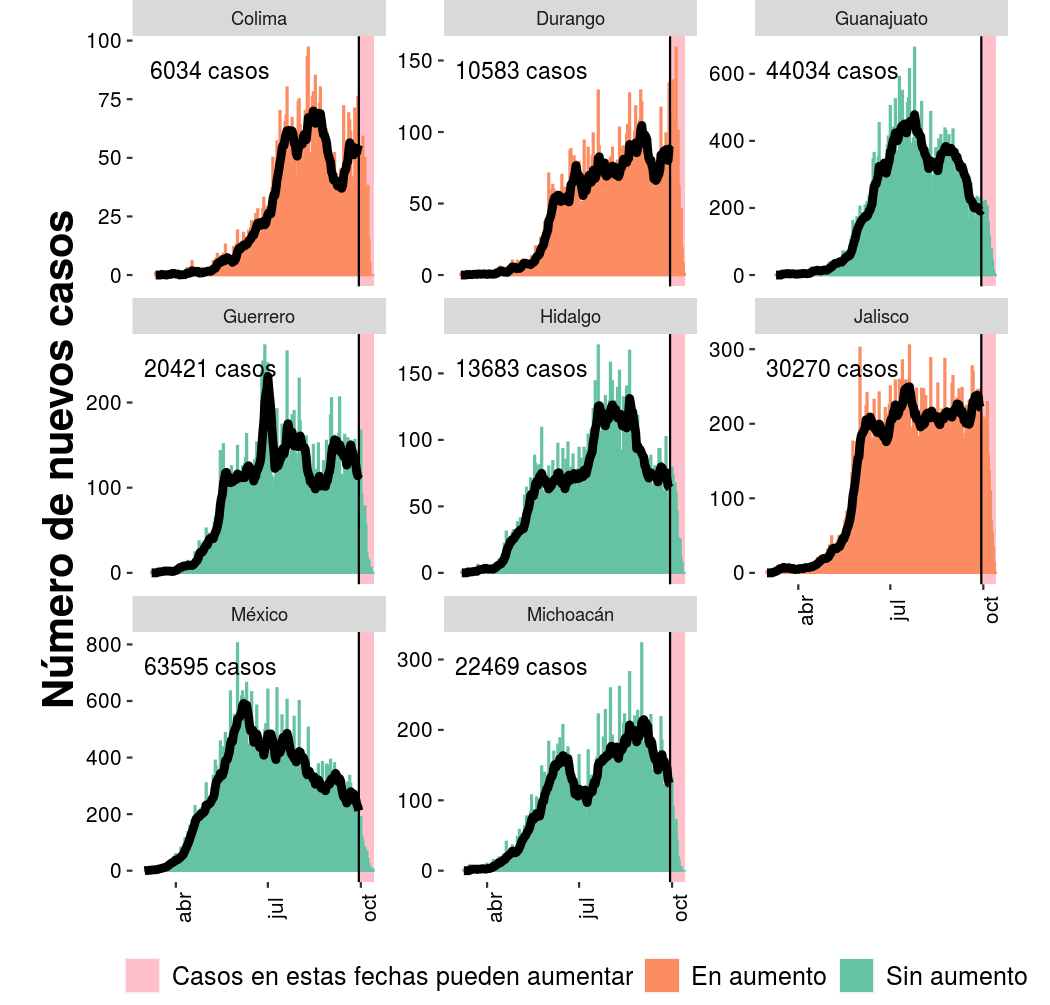 Colima
Durango
Guanajuato
100
75
50
25
0
6034 casos
150
100
50
0
10583 casos
600
400
200
0
44034 casos
Número de nuevos casos
Guerrero
Hidalgo
Jalisco
200
100
0
20421 casos
150
100
50
0
13683 casos
300
200
100
0
30270 casos
abr
jul
oct
México
Michoacán
800
600
400
200
0
63595 casos
abr
jul
oct
300
200
100
0
22469 casos
abr
jul
oct
Casos en estas fechas pueden aumentar
En aumento
Sin aumento